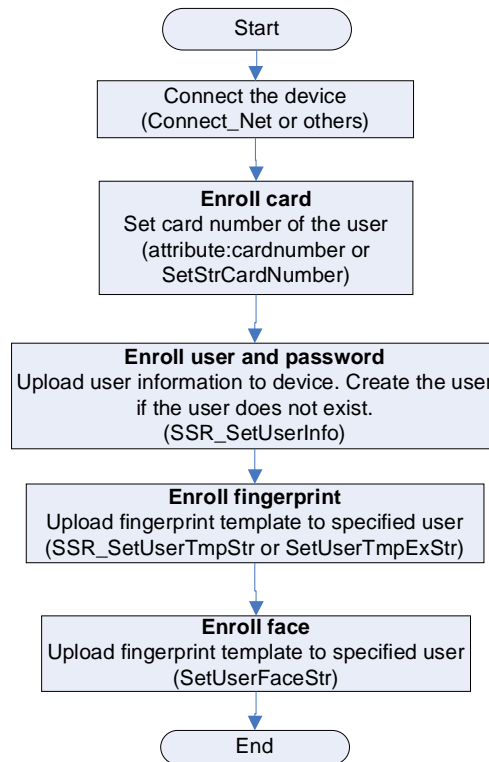 Start
Connect the device
(Connect_Net or others)
Enroll card
Set card number of the user
(attribute:cardnumber or
SetStrCardNumber)
Enroll user and password
Upload user information to device. Create the user
if the user does not exist.
(SSR_SetUserInfo)
Enroll fingerprint
Upload fingerprint template to specified user
(SSR_SetUserTmpStr or SetUserTmpExStr)
Enroll face
Upload fingerprint template to specified user
(SetUserFaceStr)
End